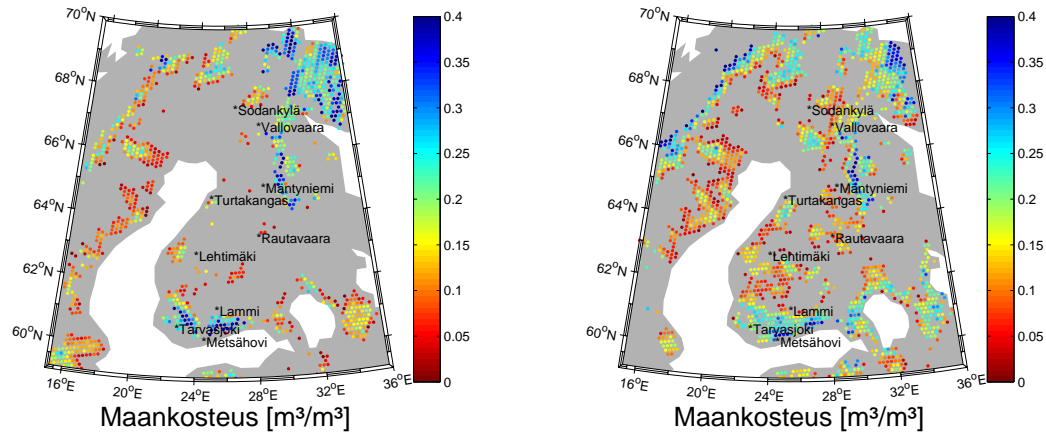 70°N
68°N
66°N
64°N
62°N
60°N
16°E
20°E
24°E
28°E
32°E
36°E
*Sodankylä
*Vallovaara
*Mäntyniemi
*Turtakangas
*Rautavaara
*Lehtimäki
*Lammi
*Tarvasjoki
*Metsähovi
0.4
0.35
0.3
0.25
0.2
0.15
0.1
0.05
0
Maankosteus [m³/m³]
70°N
68°N
66°N
64°N
62°N
60°N
16°E
20°E
24°E
28°E
32°E
36°E
*Sodankylä
*Vallovaara
*Mäntyniemi
*Turtakangas
*Rautavaara
*Lehtimäki
*Lammi
*Tarvasjoki
*Metsähovi
0.4
0.35
0.3
0.25
0.2
0.15
0.1
0.05
0
Maankosteus [m³/m³]